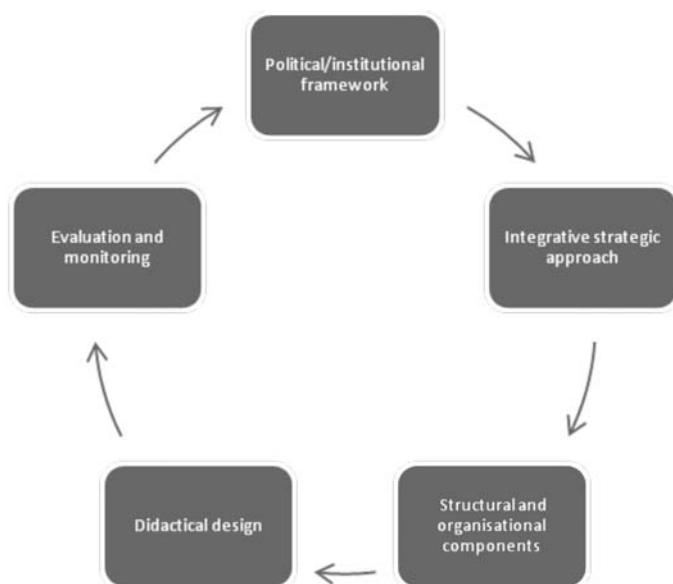 Political/institutional
framework
Integrative strategic
approach
Structural and
organisational
components
Didactical design
Evaluation and
monitoring